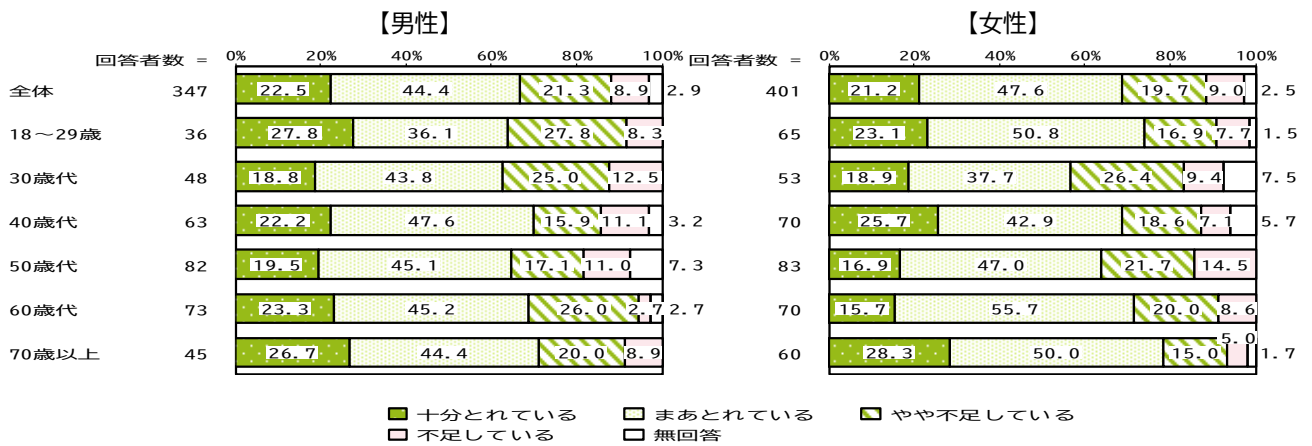 【男性】 【女性】
回答者数 = 0% 20% 40% 60% 80% 100% 回答者数 = 0% 20% 40% 60% 80% 100%
全体 347 22.5 44.4 21.3 8.9 2.9 401 21.2 47.6 19.7 9.0 2.5
18～29歳 36 27.8 36.1 27.8 8.3 65 23.1 50.8 16.9 7.7 1.5
30歳代 48 18.8 43.8 25.0 12.5 53 18.9 37.7 26.4 9.4 7.5
40歳代 63 22.2 47.6 15.9 11.1 3.2 70 25.7 42.9 18.6 7.1 5.7
50歳代 82 19.5 45.1 17.1 11.0 7.3 83 16.9 47.0 21.7 14.5
60歳代 73 23.3 45.2 26.0 2.7 2.7 70 15.7 55.7 20.0 8.6
70歳以上 45 26.7 44.4 20.0 8.9 60 28.3 50.0 15.0 5.0 1.7
十分とれている まあとれている やや不足している
不足している 無回答